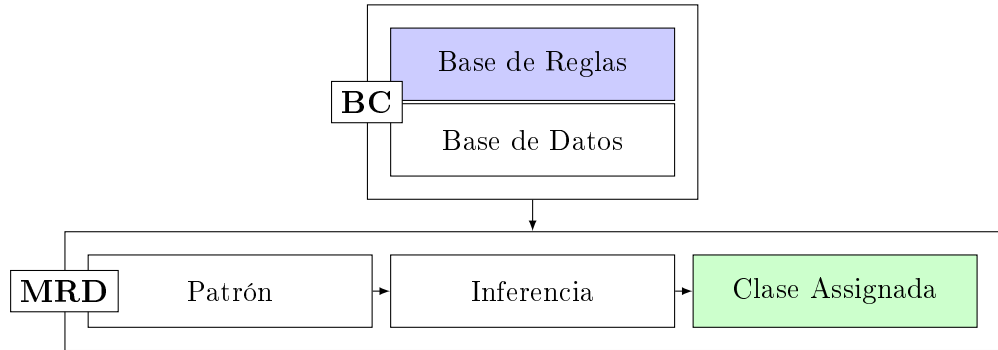 Base de Reglas
BC
Base de Datos
MRD
Patrón
Inferencia
Clase Assignada